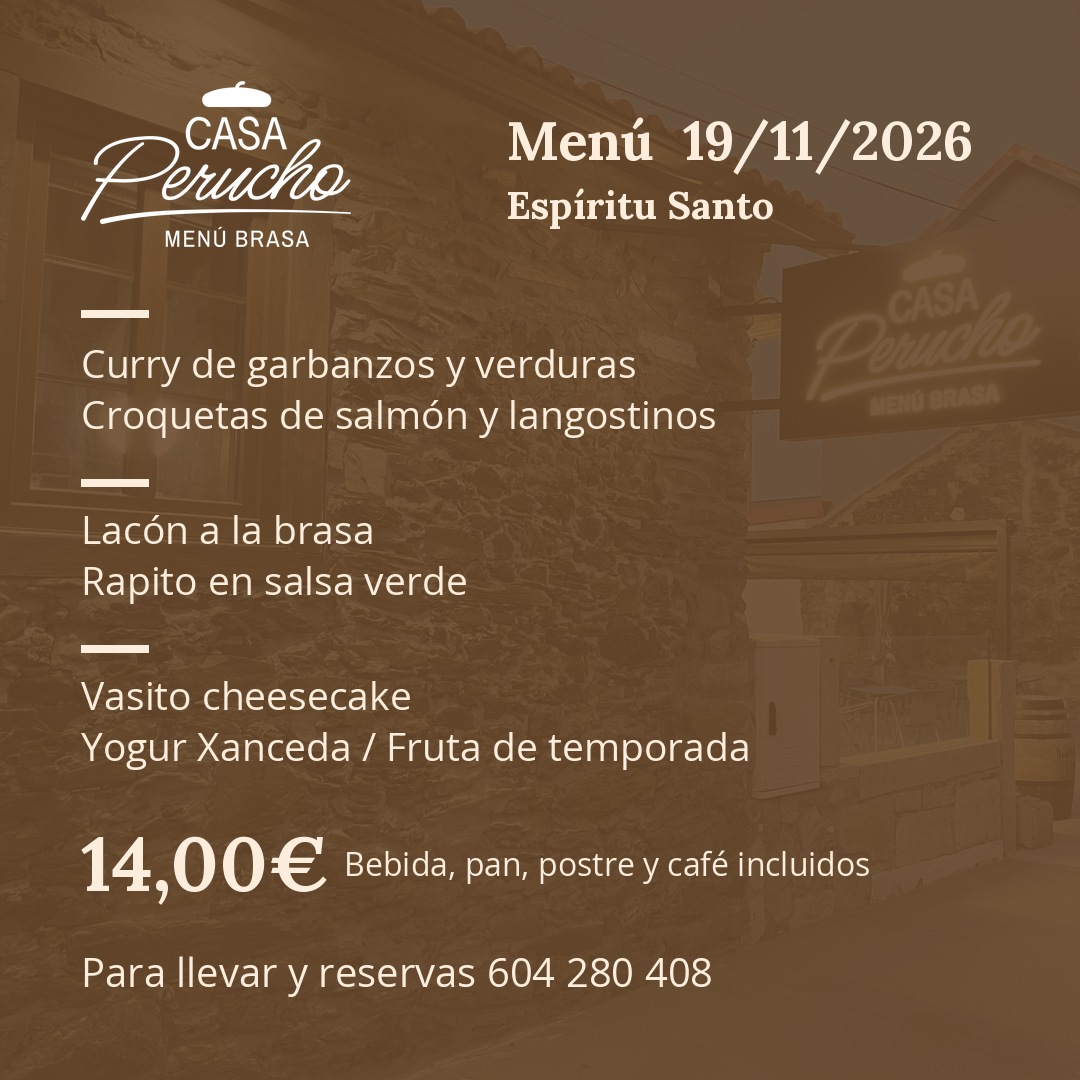 CASA
Perucho
MENÚ BRASA
Menú 19/11/2026
Espíritu Santo
CASA
Perucho
MENÚ BRASA
Curry de garbanzos y verduras
Croquetas de salmón y langostinos
Lacón a la brasa
Rapito en salsa verde
Vasito cheesecake
Yogur Xanceda / Fruta de temporada
14,00€ Bebida, pan, postre y café incluidos
Para llevar y reservas 604 280 408